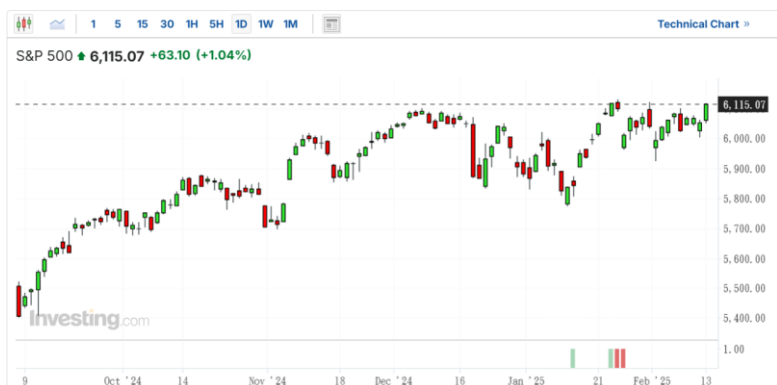 1 5 15 30 1H 5H 1D 1W 1M Technical Chart »
S&P 500 6,115.07 +63.10 (+1.04%)
6,115.07
6,000.00
5,900.00
5,800.00
5,700.00
5,600.00
5,500.00
5,400.00
Investing.com
1.00
9 Oct '24 14 Nov '24 18 Dec '24 16 Jan '25 21 Feb '25 13